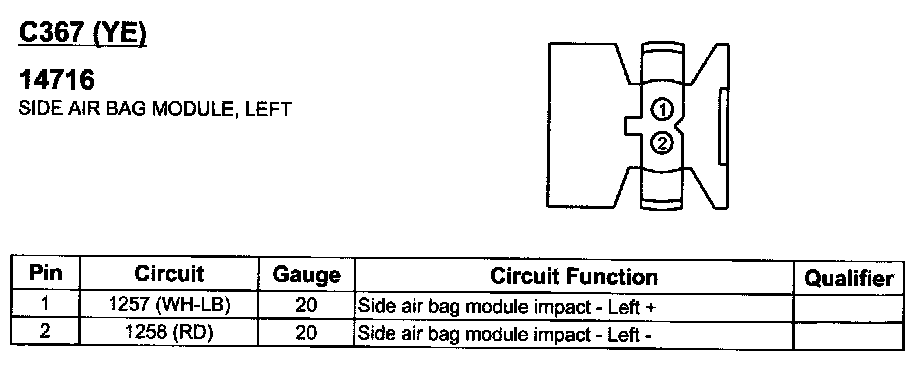 C367 (YE)
14716
SIDE AIR BAG MODULE, LEFT
1
2
Pin Circuit Gauge Circuit Function Qualifier
1 1257 (WH-LB) 20 Side air bag module impact - Left +
2 1258 (RD) 20 Side air bag module impact - Left -